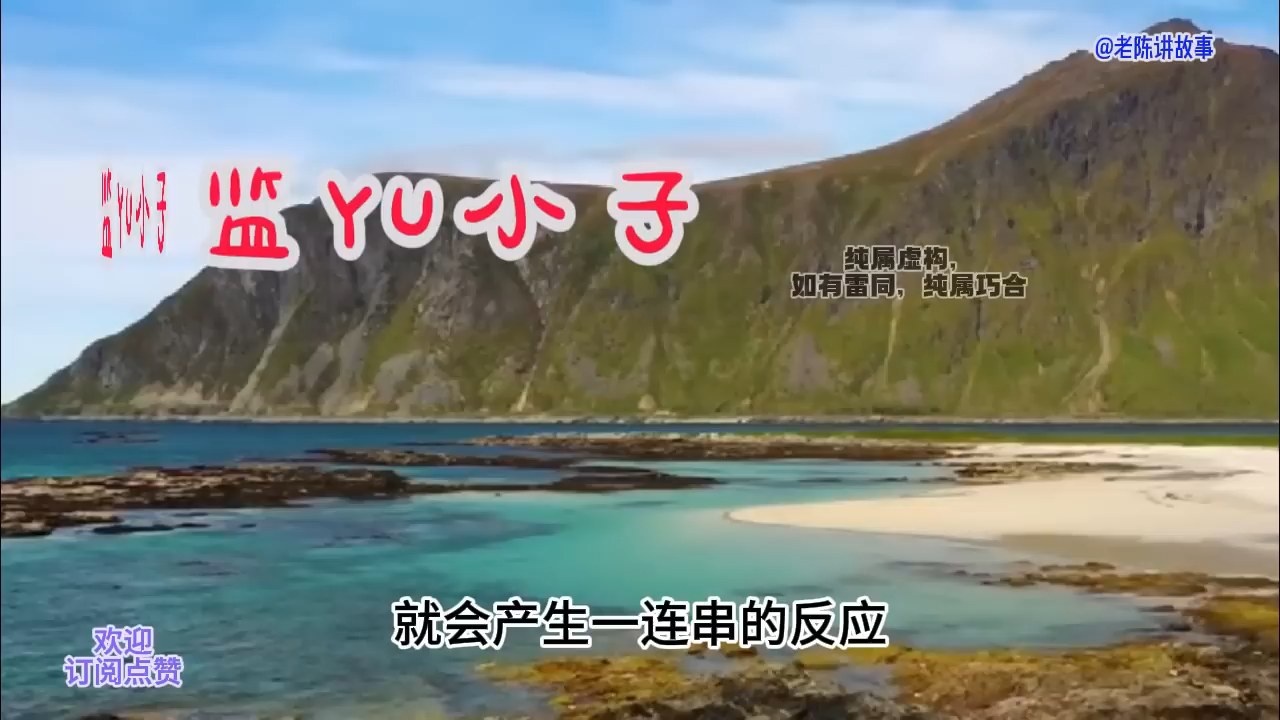 @老陈讲故事
监YU小子
监YU小子
纯属虚构，
如有雷同，纯属巧合
就会产生一连串的反应
欢迎
订阅点赞